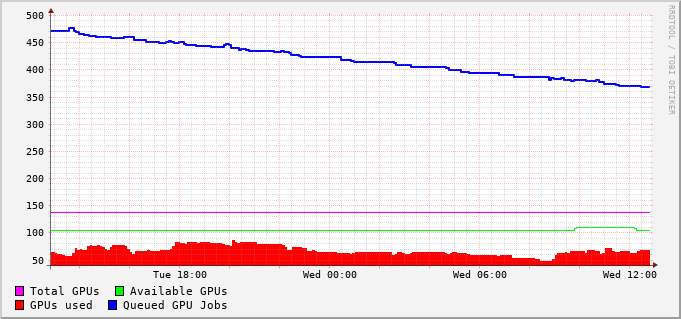 500
450
400
350
300
250
200
150
100
50
Tue 18:00 Wed 00:00 Wed 06:00 Wed 12:00
Total GPUs Available GPUs
GPUs used Queued GPU Jobs
RRDTOOL / TOBI OETIKER